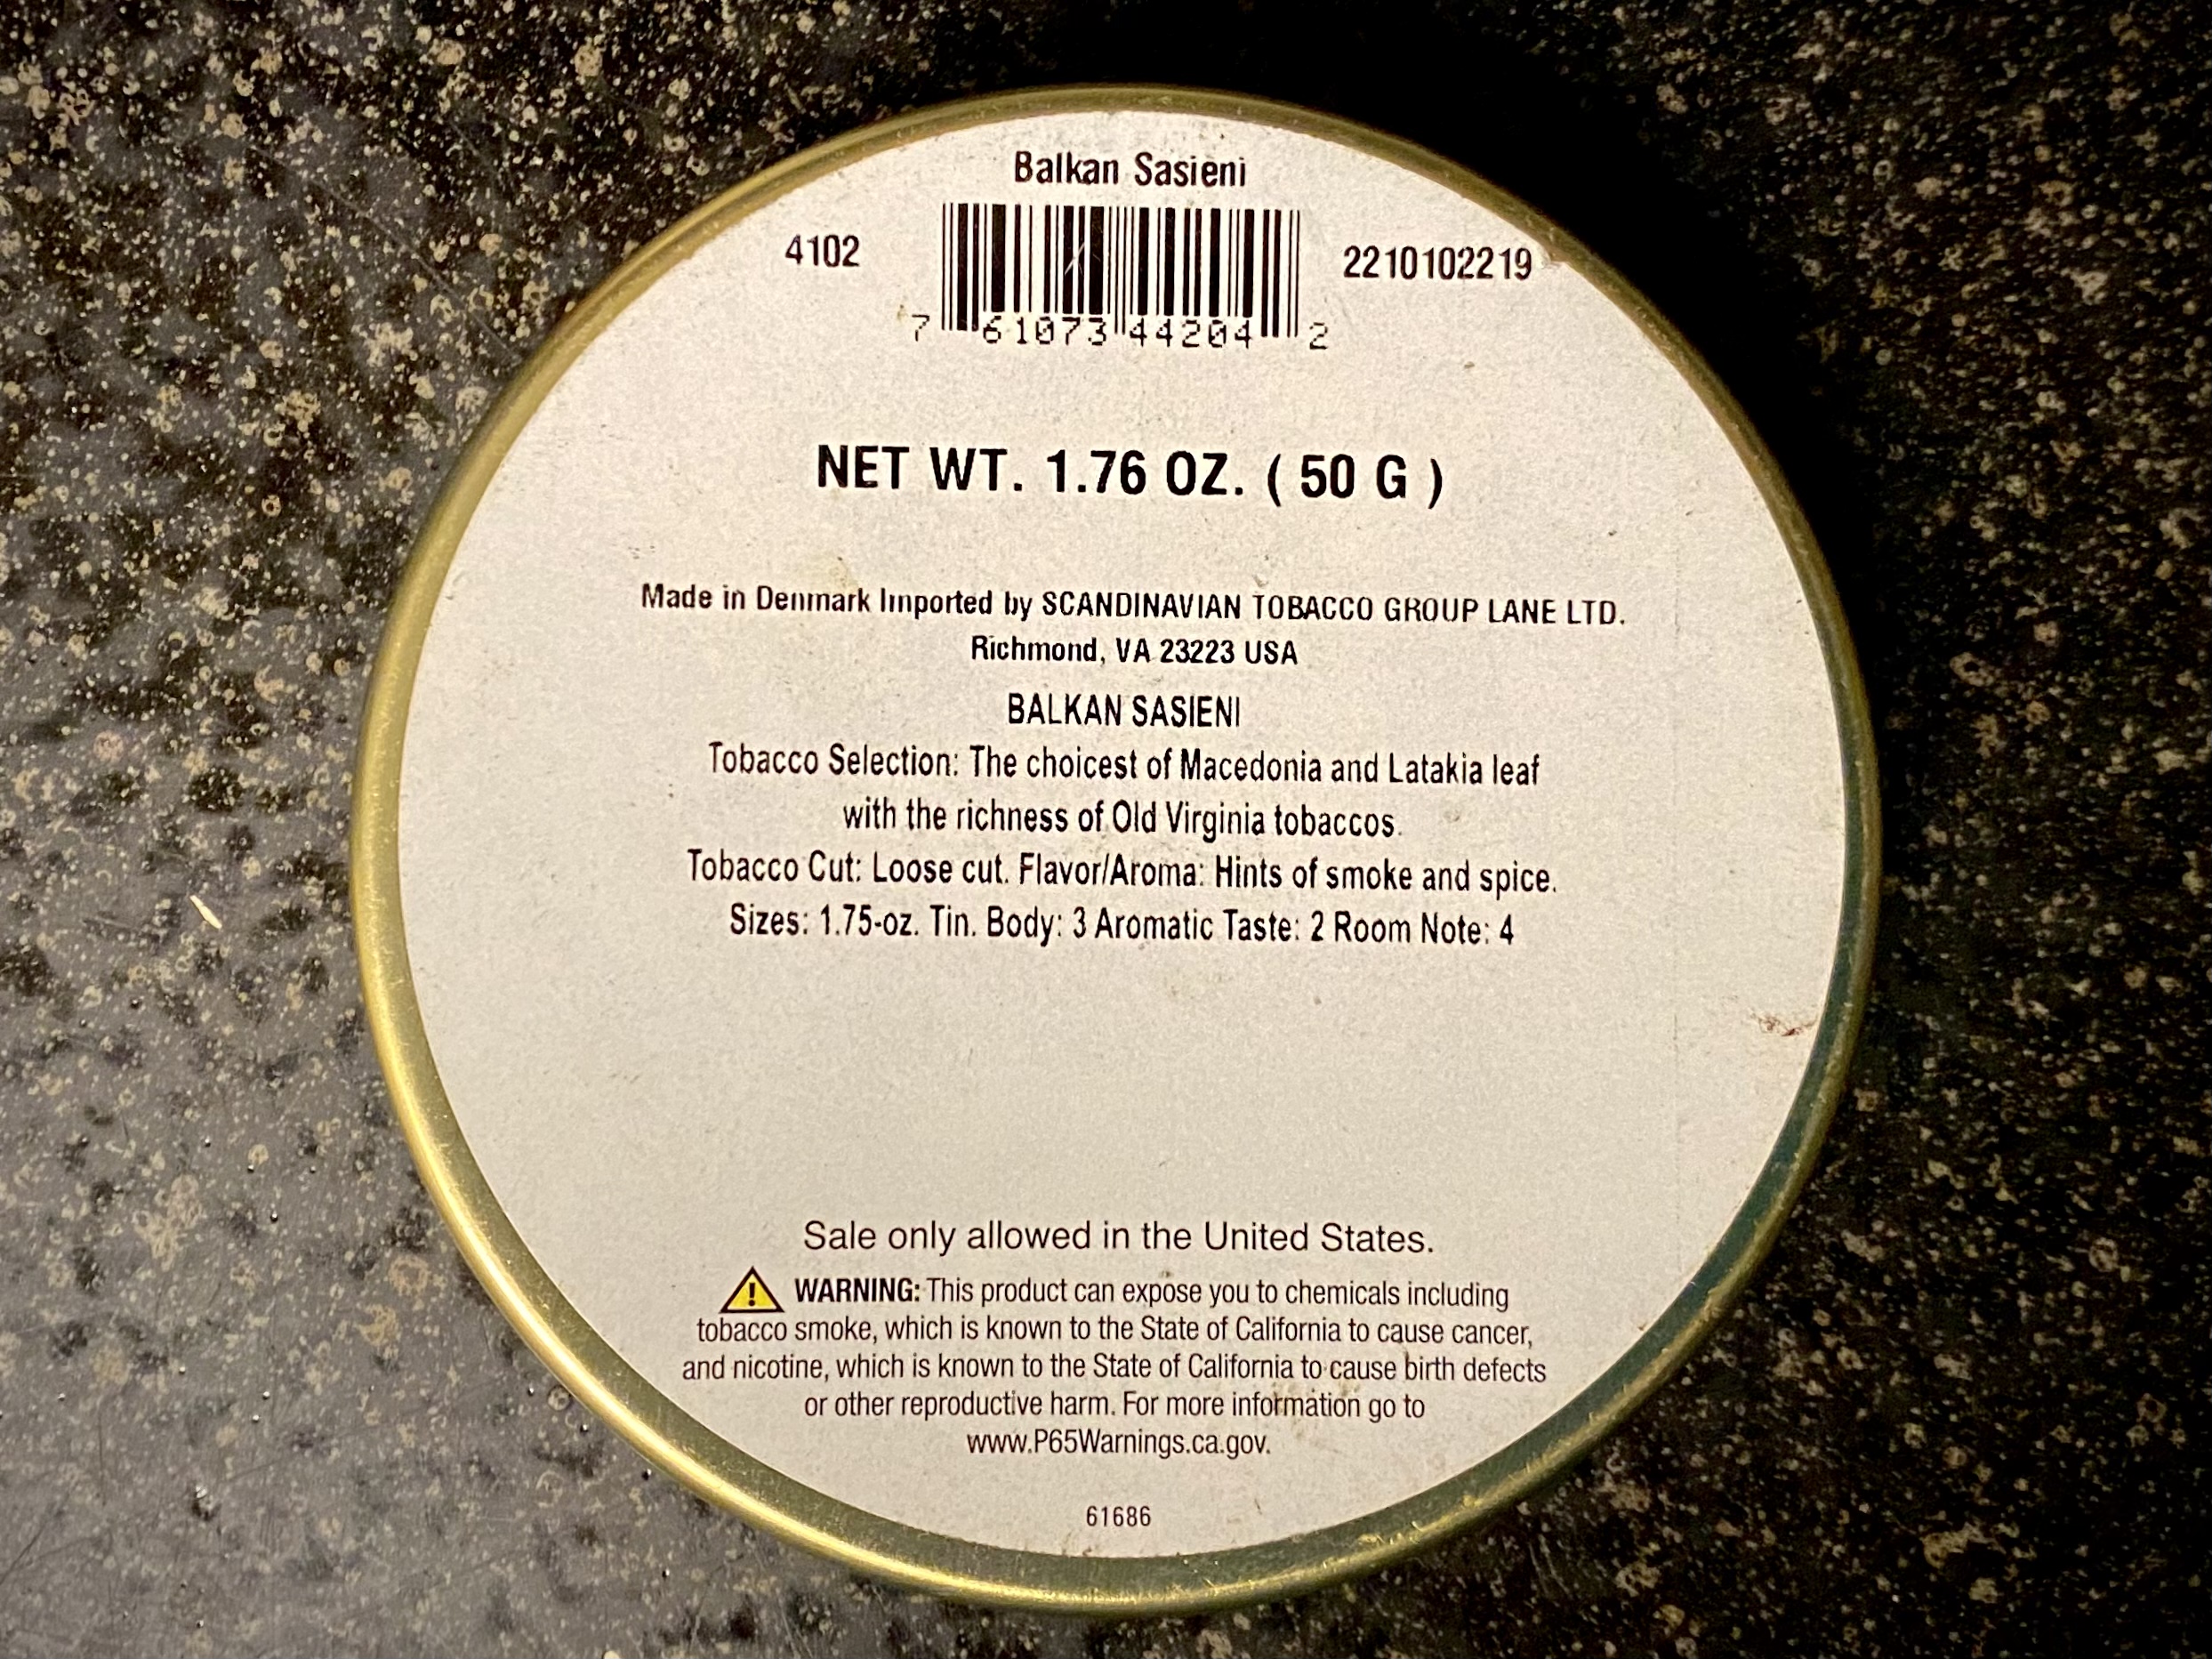 Balkan Sasieni
4102
2210102219
7 61073 44204 2
NET WT. 1.76 OZ. ( 50 G )
Made in Denmark Imported by SCANDINAVIAN TOBACCO GROUP LANE LTD.
Richmond, VA 23223 USA
BALKAN SASIENI
Tobacco Selection: The choicest of Macedonia and Latakia leaf
with the richness of Old Virginia tobaccos.
Tobacco Cut: Loose cut. Flavor/Aroma: Hints of smoke and spice.
Sizes: 1.75-oz. Tin. Body: 3 Aromatic Taste: 2 Room Note: 4
Sale only allowed in the United States.
WARNING: This product can expose you to chemicals including
tobacco smoke, which is known to the State of California to cause cancer,
and nicotine, which is known to the State of California to cause birth defects
or other reproductive harm. For more information go to
www.P65Warnings.ca.gov.
61686